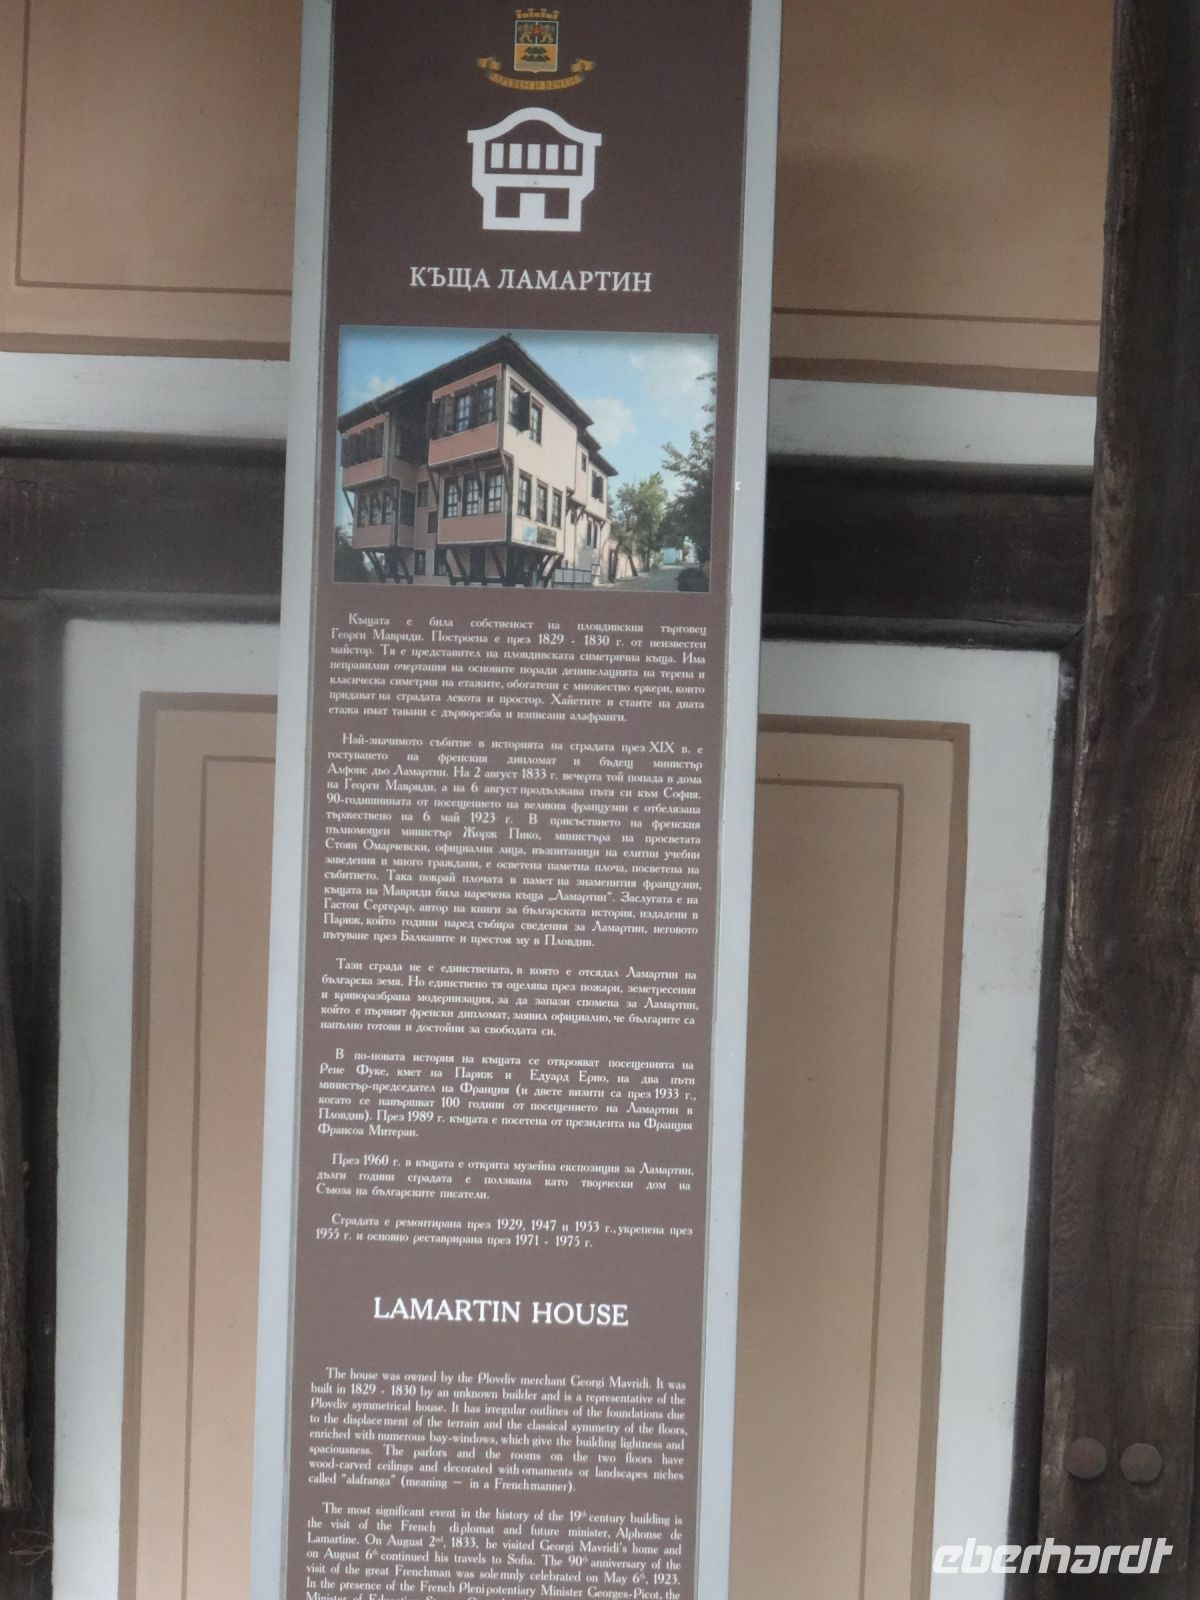 ДРЕВЕН И ВЕЧЕН
КЪЩА ЛАМАРТИН
Къщата е била собственост на пловдивския търговец
Георги Мавриди. Построена е през 1829 - 1830 г. от неизвестен
майстор. Тя е представител на пловдивската симетрична къща. Има
неправилни очертания на основите поради денивелацията на терена и
класическа симетрия на етажите, обогатени с множество еркери, които
придават на сградата лекота и простор. Хайетите и стаите на двата
етажа имат тавани с дърворезба и изписани алафранги.
Най-значимото събитие в историята на сградата през XIX в. е
гостуването на френския дипломат и бъдещ министър
Алфонс дьо Ламартин. На 2 август 1833 г. вечерта той попада в дома
на Георги Мавриди, а на 6 август продължава пътя си към София.
90-годишнината от посещението на великия французин е отбелязана
тържествено на 6 май 1923 г. В присъствието на френския
пълномощен министър Жорж Пико, министъра на просветата
Стоян Омарчевски, официални лица, възпитаници на елитни учебни
заведения и много граждани, е осветена паметна плоча, посветена на
събитието. Така покрай плочата в памет на знаменития французин,
къщата на Мавриди била наречена къща „Ламартин“. Заслугата е на
Гастон Сергерар, автор на книги за българската история, издадени в
Париж, който години наред събира сведения за Ламартин, неговото
пътуване през Балканите и престоя му в Пловдив.
Тази сграда не е единствената, в която е отсядал Ламартин на
българска земя. Но единствено тя оцелява през пожари, земетресения
и криворазбрана модернизация, за да запази спомена за Ламартин,
който е първият френски дипломат, заявил официално, че българите са
напълно готови и достойни за свободата си.
В по-новата история на къщата се открояват посещенията на
Рене Фуке, кмет на Париж и Едуард Ерио, на два пъти
министър-председател на Франция (и двете визити са през 1933 г.,
когато се навършват 100 години от посещението на Ламартин в
Пловдив). През 1989 г. къщата е посетена от президента на Франция
Франсоа Митеран.
През 1960 г. в къщата е открита музейна експозиция за Ламартин,
дълги години сградата е ползвана като творчески дом на
Съюза на българските писатели.
Сградата е ремонтирана през 1929, 1947 и 1953 г., укрепена през
1955 г. и основно реставрирана през 1971 - 1975 г.
LAMARTIN HOUSE
The house was owned by the Plovdiv merchant Georgi Mavridi. It was
built in 1829 - 1830 by an unknown builder and is a representative of the
Plovdiv symmetrical house. It has irregular outlines of the foundations due
to the displacement of the terrain and the classical symmetry of the floors,
enriched with numerous bay-windows, which give the building lightness and
spaciousness. The parlors and the rooms on the two floors have
wood-carved ceilings and decorated with ornaments or landscapes niches
called "alafranga" (meaning – in a French manner).
The most significant event in the history of the 19th century building is
the visit of the French diplomat and future minister, Alphonse de
Lamartine. On August 2nd, 1833, he visited Georgi Mavridi's home and
on August 6th continued his travels to Sofia. The 90th anniversary of the
visit of the great Frenchman was solemnly celebrated on May 6th, 1923.
In the presence of the French Plenipotentiary Minister Georges-Picot, the
Minister of Education
eberhardt